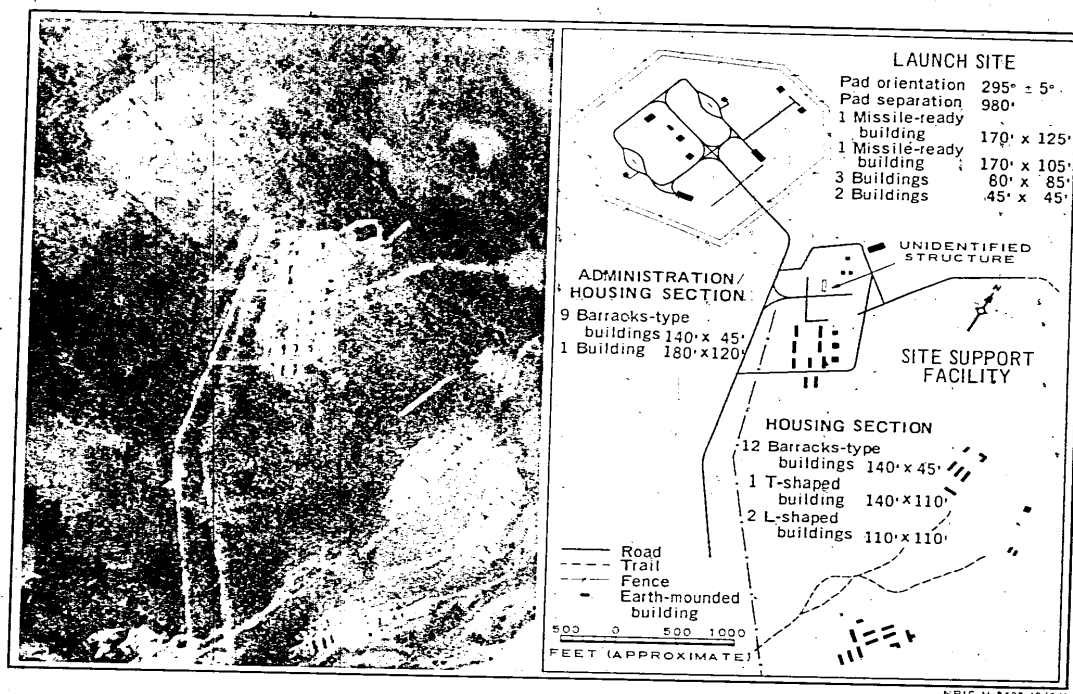 LAUNCH SITE
Pad orientation 295° ± 5°
Pad separation 980'
1 Missile-ready
building 170' x 125'
1 Missile-ready
building 170' x 105'
3 Buildings 80' x 85'
2 Buildings 45' x 45'
UNIDENTIFIED
STRUCTURE
ADMINISTRATION/
HOUSING SECTION
9 Barracks-type
buildings 140' x 45'
1 Building 180' x 120'
N
SITE SUPPORT
FACILITY
HOUSING SECTION
12 Barracks-type
buildings 140' x 45'
1 T-shaped
building 140' x 110'
2 L-shaped
buildings 110' x 110'
Road
Trail
Fence
Earth-mounded
building
500 0 500 1000
FEET (APPROXIMATE)